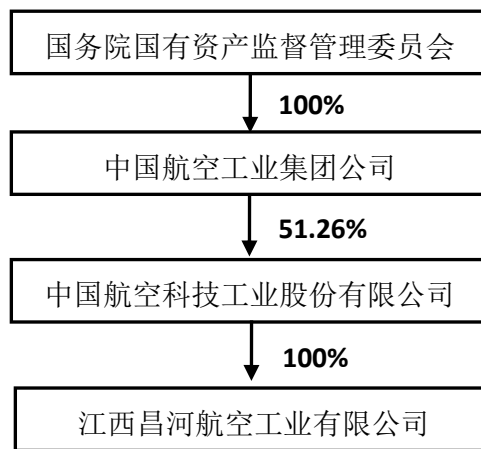 国务院国有资产监督管理委员会
100%
中国航空工业集团公司
51.26%
中国航空科技工业股份有限公司
100%
江西昌河航空工业有限公司